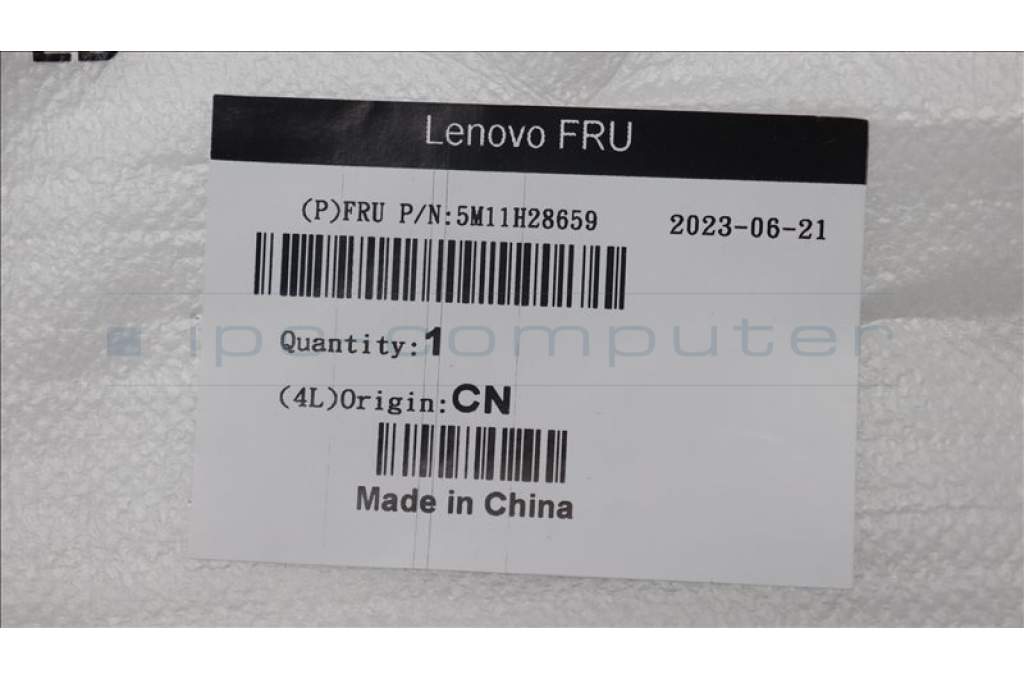 Lenovo FRU
(P)FRU P/N:5M11H28659
2023-06-21
ipc-computer
Quantity:1
(4L)Origin:CN
Made in China